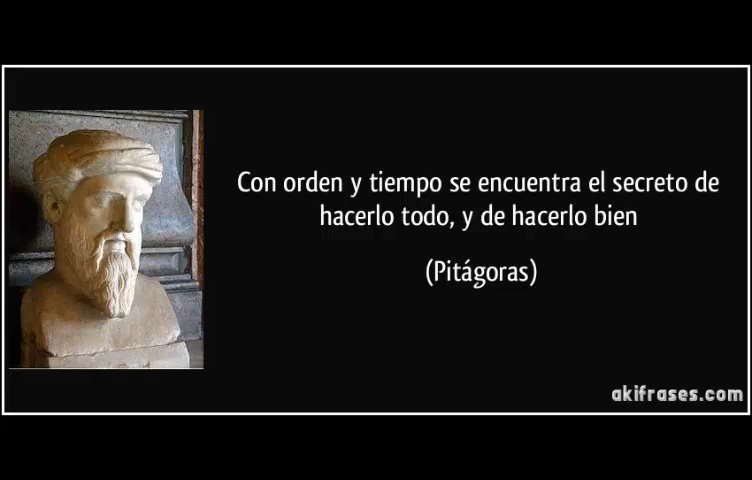 Con orden y tiempo se encuentra el secreto de
hacerlo todo, y de hacerlo bien
(Pitágoras)
akifrases.com